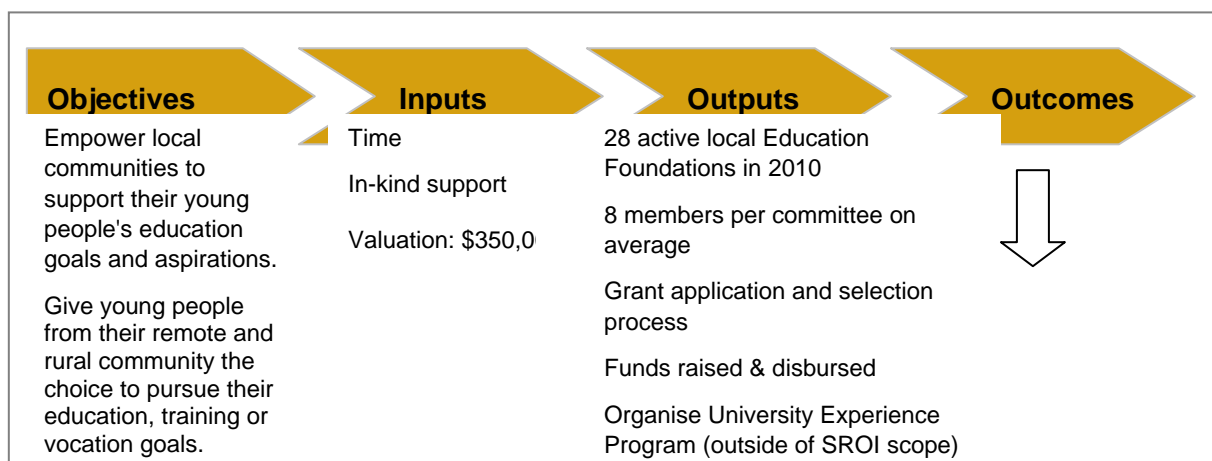 Objectives
Inputs
Outputs
Outcomes
Empower local
communities to
support their young
people's education
goals and aspirations.
Give young people
from their remote and
rural community the
choice to pursue their
education, training or
vocation goals.
Time
In-kind support
Valuation:
28 active local Education
Foundations in 2010
8 members per committee on
average
Grant application and selection
process
Funds raised & disbursed
Organise University Experience
Program (outside of SROI scope)